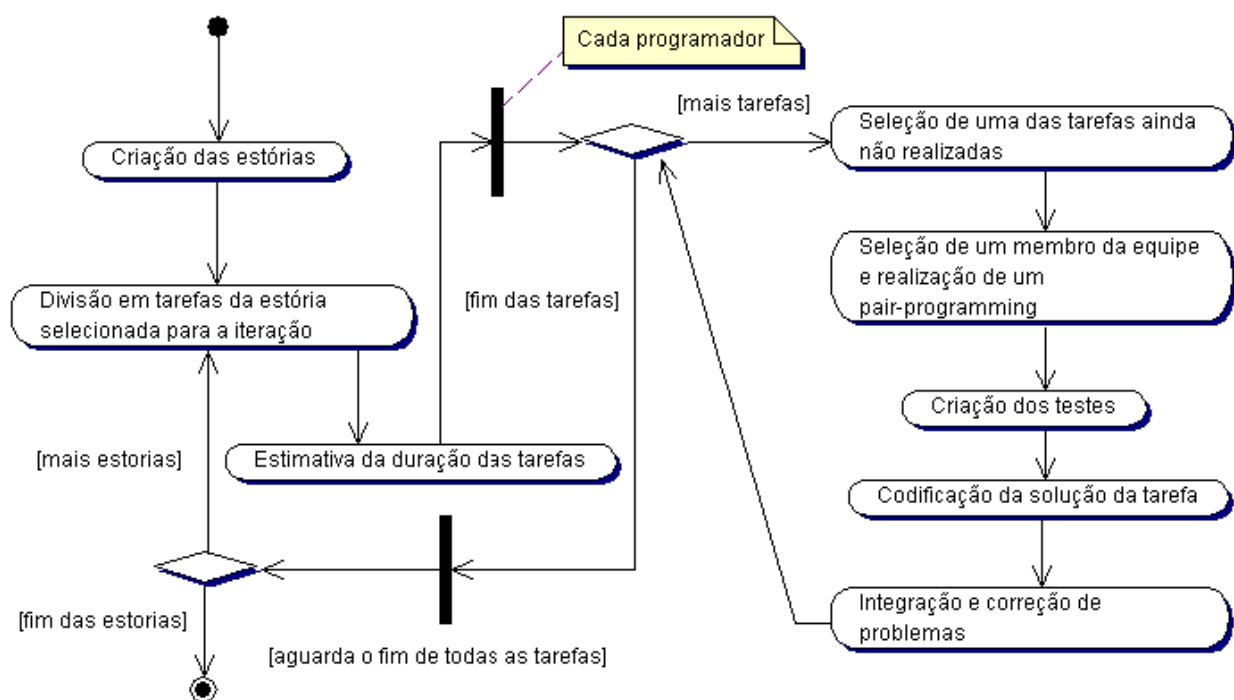 Cada programador
[mais tarefas]
Criação das estórias
Seleção de uma das tarefas ainda
não realizadas
Divisão em tarefas da estória
selecionada para a iteração
[fim das tarefas]
Seleção de um membro da equipe
e realização de um
pair-programming
Criação dos testes
[mais estorias]
Estimativa da duração das tarefas
Codificação da solução da tarefa
[fim das estorias]
[aguarda o fim de todas as tarefas]
Integração e correção de
problemas